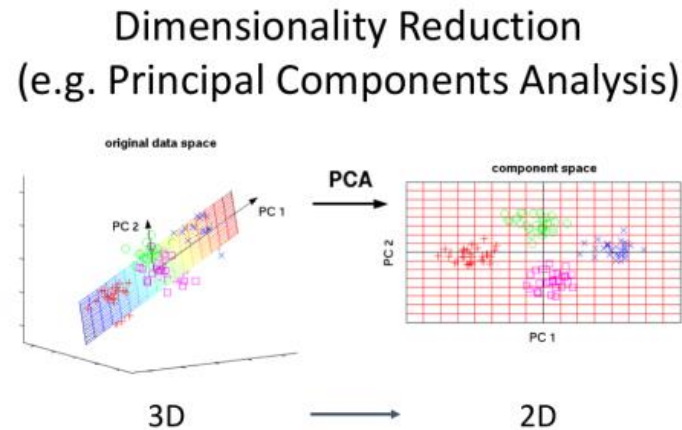 Dimensionality Reduction
(e.g. Principal Components Analysis)
original data space
PC 2
PC 1
PCA
component space
PC 2
PC 1
3D
2D